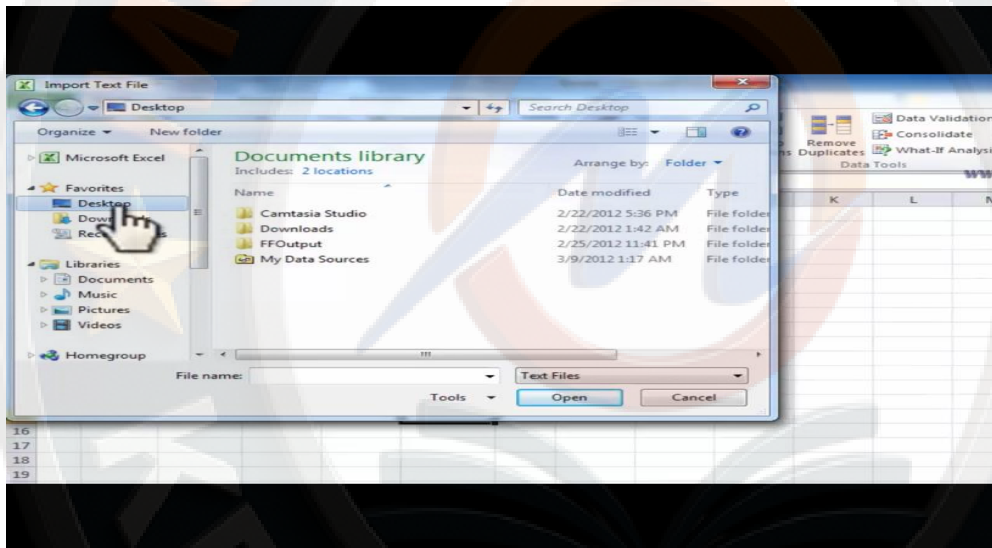 Import Text File
Desktop
Search Desktop
Organize
New folder
Microsoft Excel
Favorites
Desktop
Libraries
Documents
Music
Pictures
Videos
Homegroup
Documents library
Includes: 2 locations
Arrange by: Folder
Name Date modified Type
Camtasia Studio 2/22/2012 5:36 PM File folder
Downloads 2/22/2012 1:42 AM File folder
FFOutput 2/25/2012 11:41 PM File folder
My Data Sources 3/9/2012 1:17 AM File folder
File name:
Text Files
Tools
Open
Cancel
Remove
Duplicates
Data Validation
Consolidate
What-If Analysi
Data Tools
K L
16
17
18
19